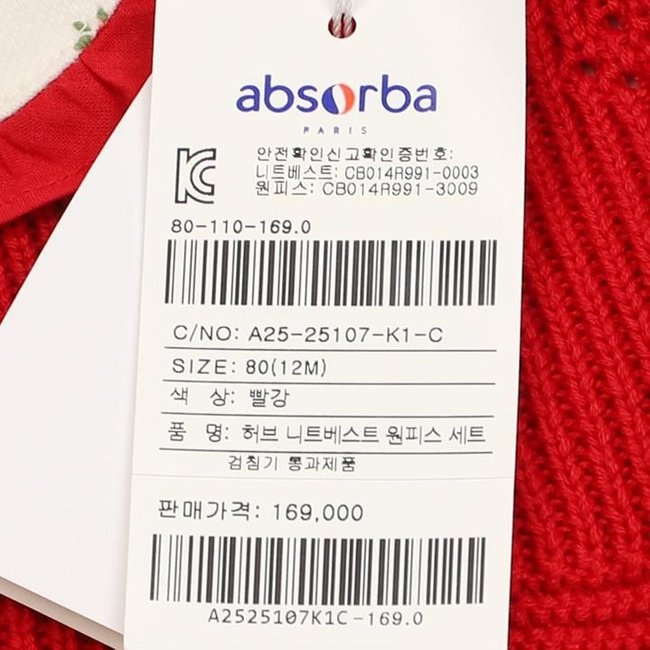 absorba
PARIS
안전확인신고확인증번호:
니트베스트: CB014R991-0003
원피스: CB014R991-3009
80-110-169.0
C/NO: A25-25107-K1-C
SIZE: 80(12M)
색 상: 빨강
품 명: 허브 니트베스트 원피스 세트
검침기 통과제품
판매가격: 169,000
A2525107K1C-169.0